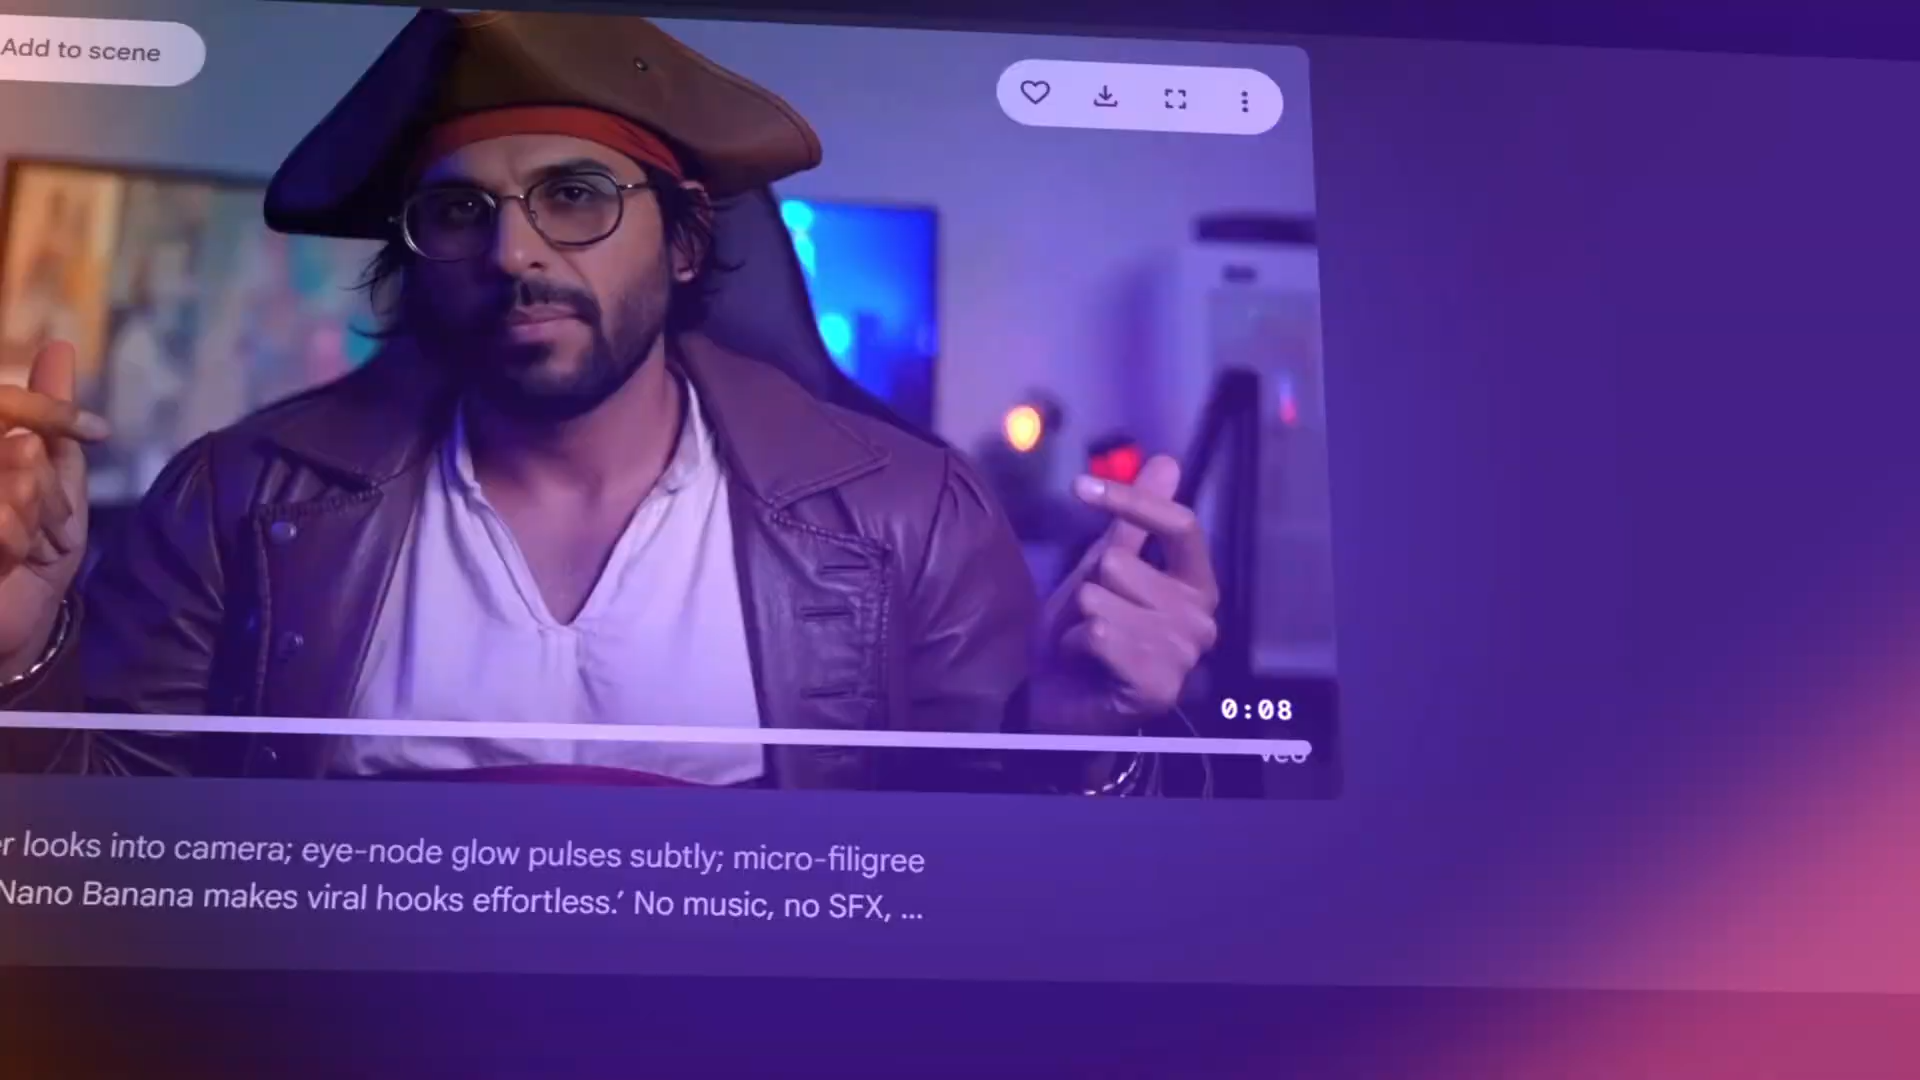 Add to scene
0:08
veo
r looks into camera; eye-node glow pulses subtly; micro-filigree
Nano Banana makes viral hooks effortless.’ No music, no SFX, ...